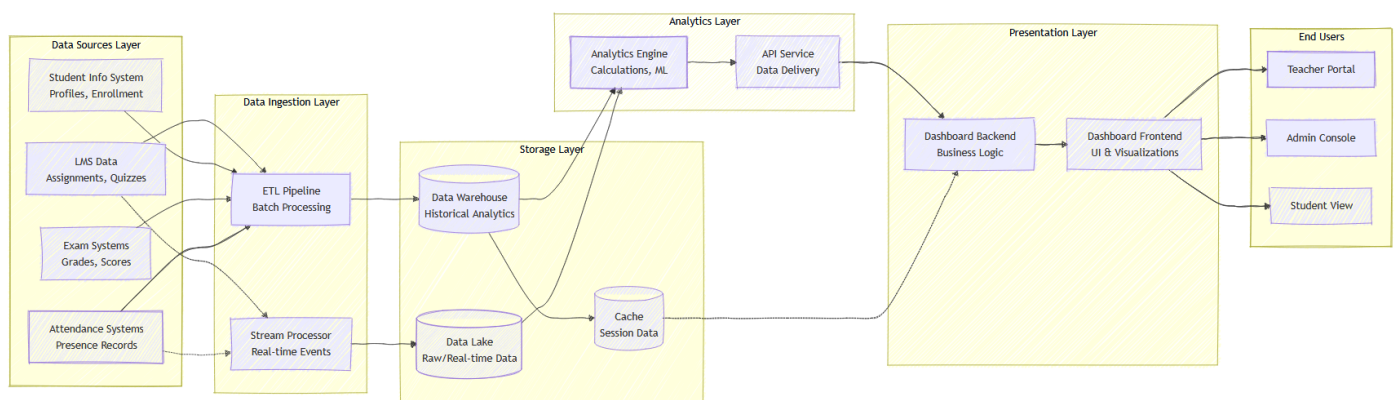 Data Sources Layer
Student Info System
Profiles, Enrollment
LMS Data
Assignments, Quizzes
Exam Systems
Grades, Scores
Attendance Systems
Presence Records
Data Ingestion Layer
ETL Pipeline
Batch Processing
Stream Processor
Real-time Events
Storage Layer
Data Warehouse
Historical Analytics
Data Lake
Raw/Real-time Data
Cache
Session Data
Analytics Layer
Analytics Engine
Calculations, ML
API Service
Data Delivery
Presentation Layer
Dashboard Backend
Business Logic
Dashboard Frontend
UI & Visualizations
End Users
Teacher Portal
Admin Console
Student View